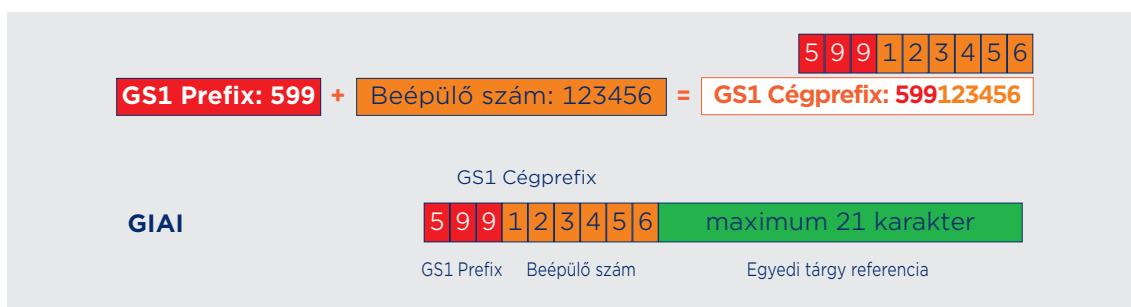 5 9 9 1 2 3 4 5 6
GS1 Prefix: 599 + Beépülő szám: 123456 = GS1 Cégprefix: 599123456
GS1 Cégprefix
GIAI 5 9 9 1 2 3 4 5 6 maximum 21 karakter
GS1 Prefix Beépülő szám Egyedi tárgy referencia